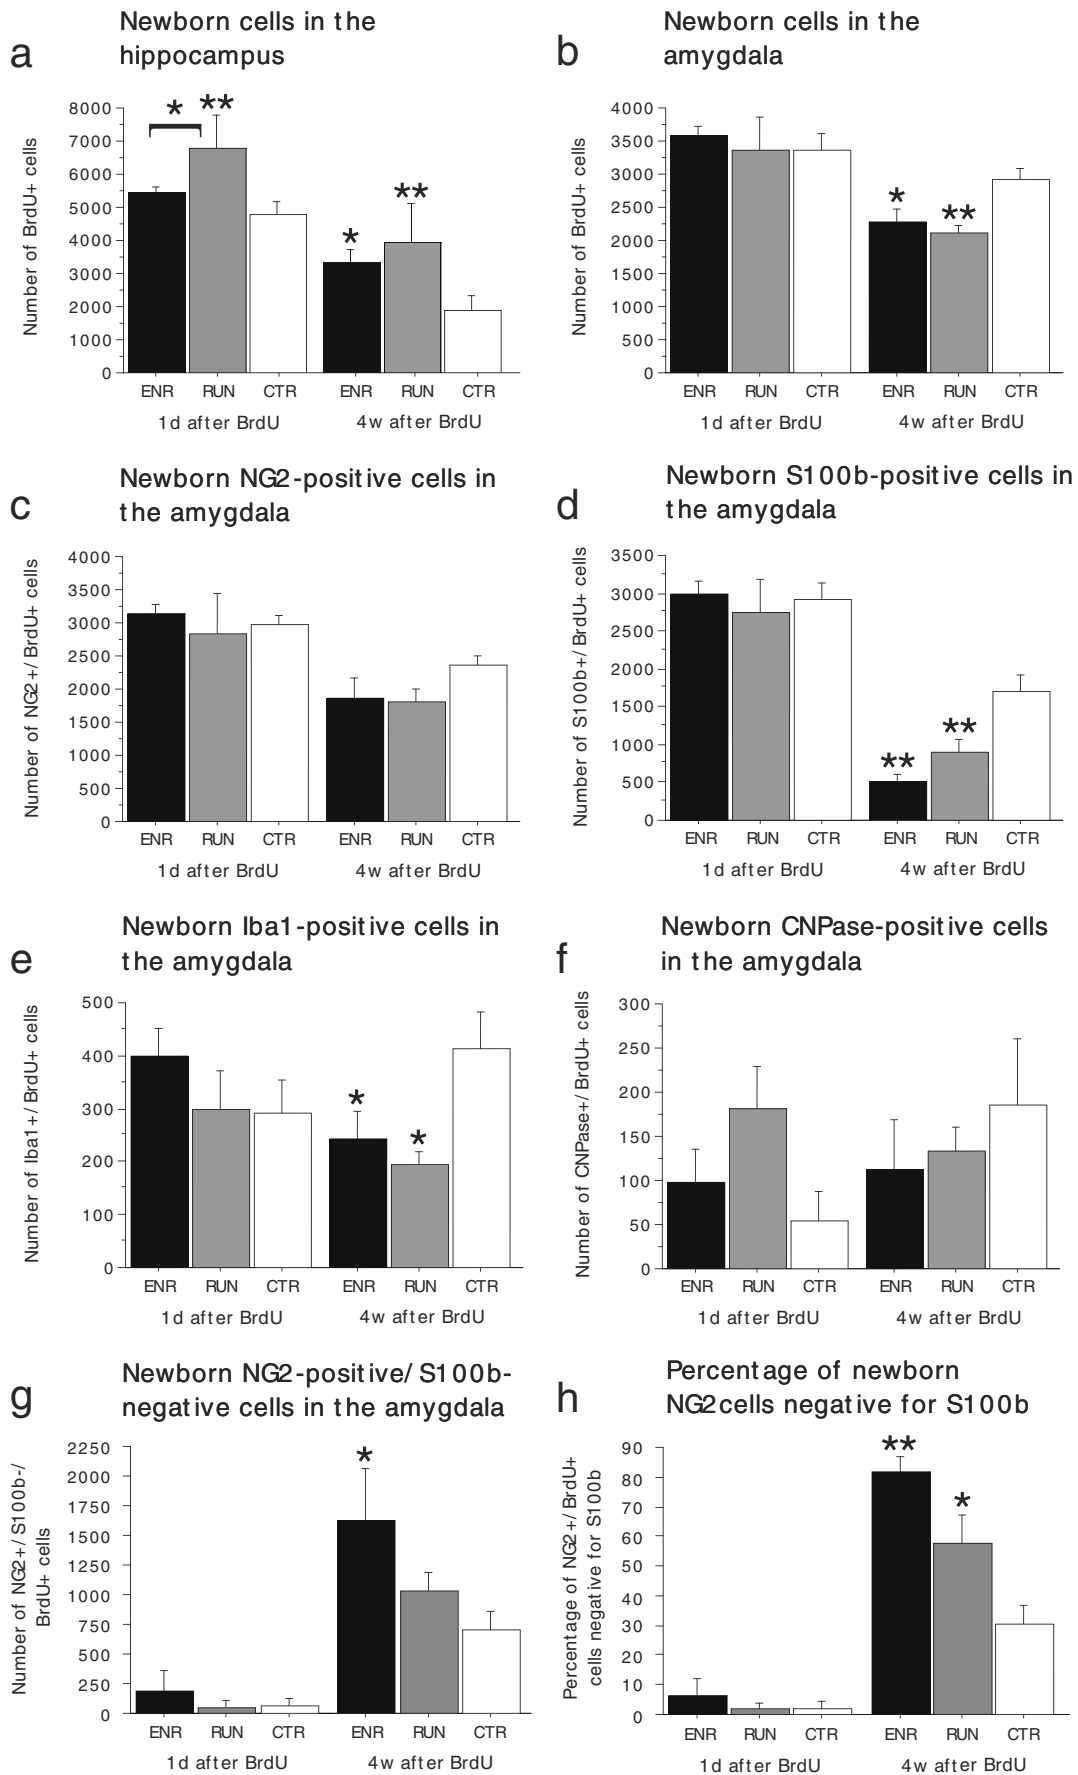 a
Newborn cells in the
hippocampus
Number of BrdU+ cells
8000
7000
6000
5000
4000
3000
2000
1000
0
*
**
*
**
ENR RUN CTR ENR RUN CTR
1d after BrdU 4w after BrdU
b
Newborn cells in the
amygdala
Number of BrdU+ cells
4000
3500
3000
2500
2000
1500
1000
500
0
*
**
ENR RUN CTR ENR RUN CTR
1d after BrdU 4w after BrdU
c
Newborn NG2-positive cells in
the amygdala
Number of NG2+/BrdU+ cells
4000
3500
3000
2500
2000
1500
1000
500
0
ENR RUN CTR ENR RUN CTR
1d after BrdU 4w after BrdU
d
Newborn S100b-positive cells in
the amygdala
Number of S100b+/BrdU+ cells
3500
3000
2500
2000
1500
1000
500
0
**
**
ENR RUN CTR ENR RUN CTR
1d after BrdU 4w after BrdU
e
Newborn Iba1-positive cells in
the amygdala
Number of Iba1+/BrdU+ cells
500
400
300
200
100
0
*
*
ENR RUN CTR ENR RUN CTR
1d after BrdU 4w after BrdU
f
Newborn CNPase-positive cells
in the amygdala
Number of CNPase+/BrdU+ cells
300
250
200
150
100
50
0
ENR RUN CTR ENR RUN CTR
1d after BrdU 4w after BrdU
g
Newborn NG2-positive/S100b-
negative cells in the amygdala
Number of NG2+/S100b-/
BrdU+ cells
2250
2000
1750
1500
1250
1000
750
500
250
0
*
ENR RUN CTR ENR RUN CTR
1d after BrdU 4w after BrdU
h
Percentage of newborn
NG2cells negative for S100b
Percentage of NG2+/BrdU+
cells negative for S100b
90
80
70
60
50
40
30
20
10
0
**
*
ENR RUN CTR ENR RUN CTR
1d after BrdU 4w after BrdU